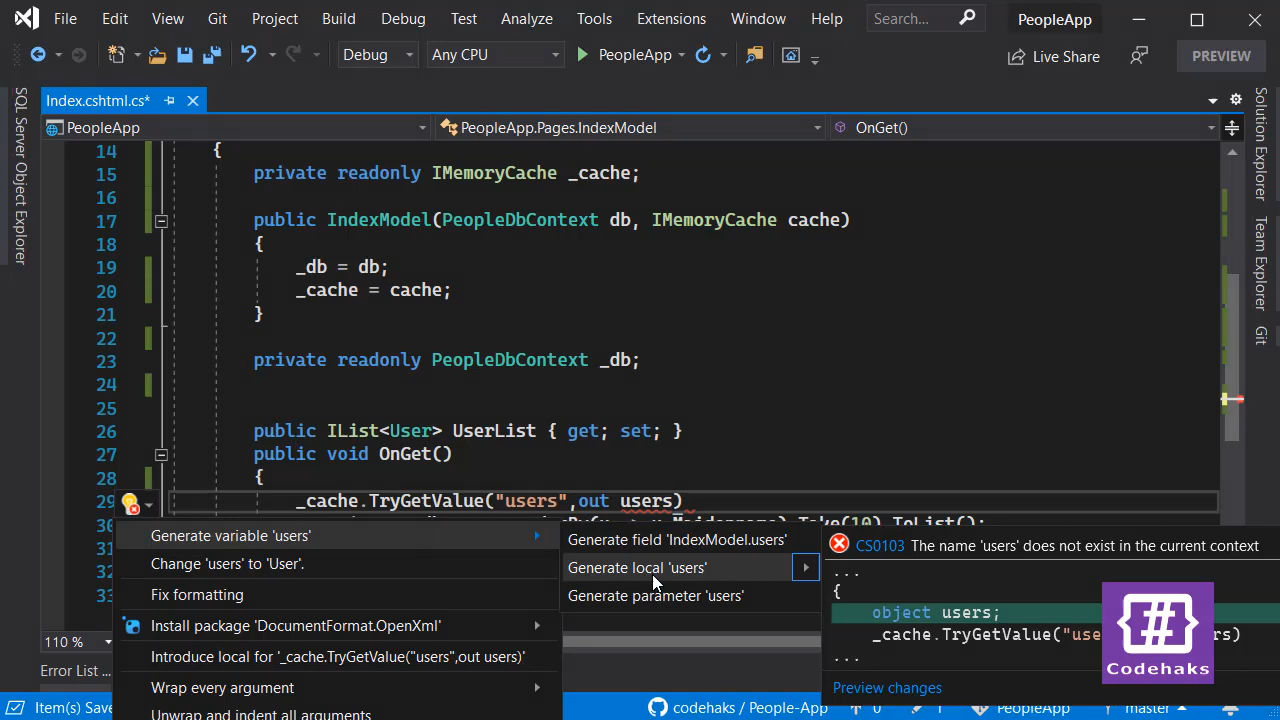 File Edit View Git Project Build Debug Test Analyze Tools Extensions Window Help Search... PeopleApp
Debug Any CPU PeopleApp Live Share PREVIEW
SQL Server Object Explorer
Index.cshtml.cs*
PeopleApp PeopleApp.Pages.IndexModel OnGet()
14 {
15 private readonly IMemoryCache _cache;
16
17 public IndexModel(PeopleDbContext db, IMemoryCache cache)
18 {
19 _db = db;
20 _cache = cache;
21 }
22
23 private readonly PeopleDbContext _db;
24
25
26 public IList<User> UserList { get; set; }
27 public void OnGet()
28 {
29 _cache.TryGetValue("users",out users)
30
31
32
33
Generate variable 'users'
Change 'users' to 'User'.
Fix formatting
Install package 'DocumentFormat.OpenXml'
Introduce local for '_cache.TryGetValue("users",out users)'
Wrap every argument
Unwrap and indent all arguments
Generate field 'IndexModel.users'
Generate local 'users'
Generate parameter 'users'
CS0103 The name 'users' does not exist in the current context
...
{
object users;
_cache.TryGetValue("use rs)
...
Preview changes
{#}
Codehaks
110 %
Error List ...
Item(s) Save codehaks / People-App 0 1 PeopleApp master
Solution Explorer
Team Explorer
Git